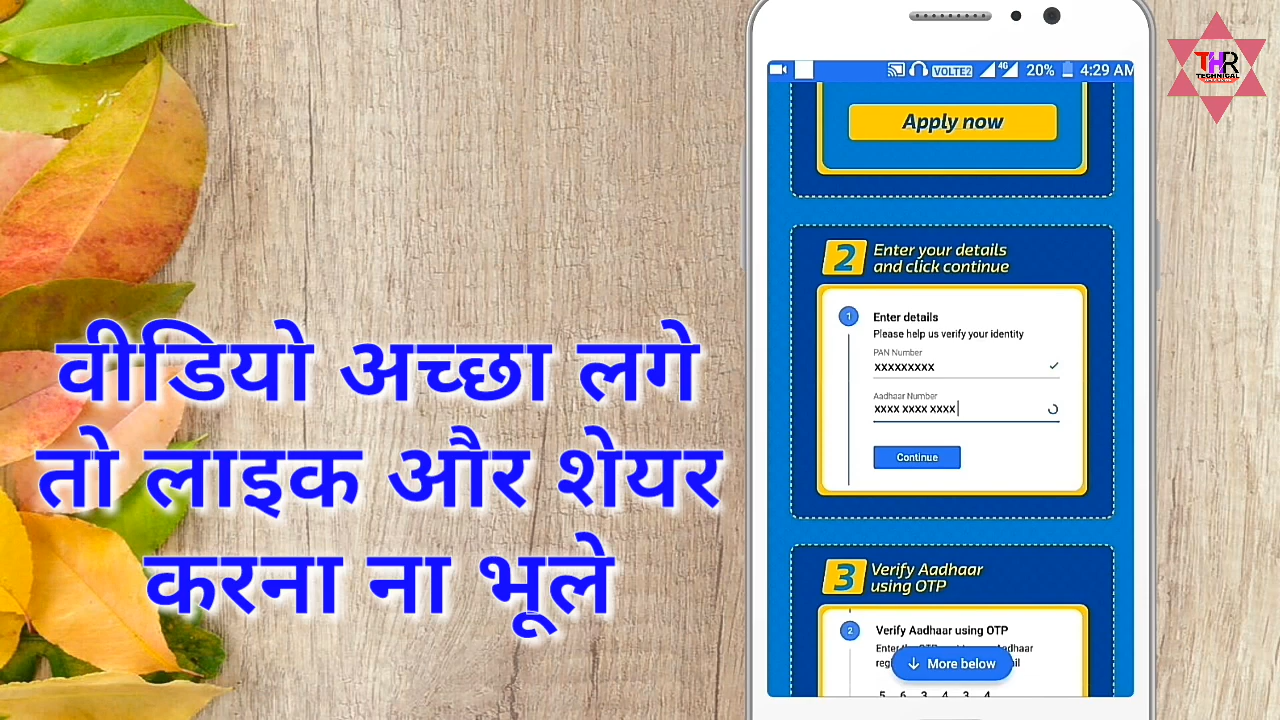 वीडियो अच्छा लगे
तो लाइक और शेयर
करना ना भूले
THR
TECHNICAL
VOLTE2 4G 20% 4:29 AM
Apply now
2 Enter your details
and click continue
1 Enter details
Please help us verify your identity
PAN Number
XXXXXXXXX
Aadhaar Number
XXXX XXXX XXXX
Continue
3 Verify Aadhaar
using OTP
2 Verify Aadhaar using OTP
More below
5 6 3 4 3 4